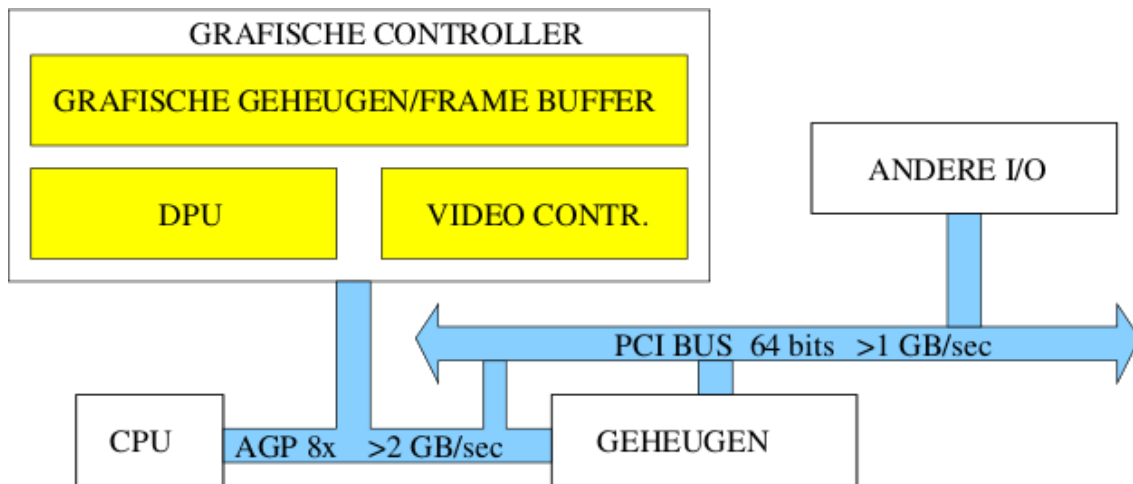 GRAFISCHE CONTROLLER
GRAFISCHE GEHEUGEN/FRAME BUFFER
DPU
VIDEO CONTR.
ANDERE I/O
PCI BUS 64 bits >1 GB/sec
CPU
AGP 8x >2 GB/sec
GEHEUGEN